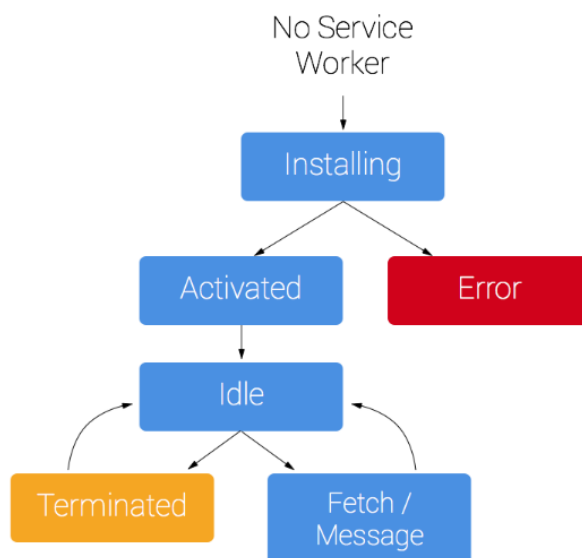 No Service
Worker
Installing
Activated
Error
Idle
Terminated
Fetch /
Message